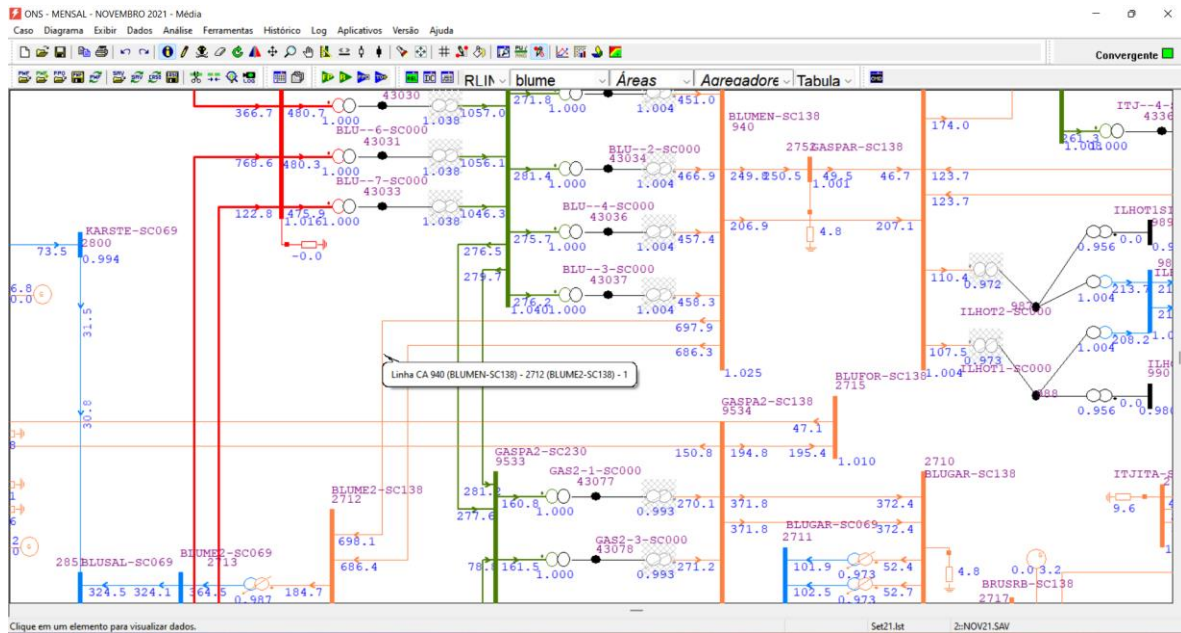 ONS - MENSAL - NOVEMBRO 2021 - Média
Caso Diagrama Exibir Dados Análise Ferramentas Histórico Log Aplicativos Versão Ajuda
Convergente
RLIN blume Áreas Agregadore Tabula
43030
366.7 480.7 1.000 1.038 1057.0
271.8 1.000 1.004 451.0
BLUMEN-SC138
940
174.0
ITJ--4-S
4336
BLU--6-SC000
43031
768.6 480.3 1.000 1.038 1056.1
BLU--2-SC000
43034
281.4 1.000 1.004 466.9
249.8 250.5
2752 GASPAR-SC138
1.001
49.5 46.7
123.7
123.7
BLU--7-SC000
43033
122.8 475.9 1.038 1046.3
1.016 1.000
-0.0
BLU--4-SC000
43036
275.7 1.000 1.004 457.4
206.9 207.1
4.8
KARSTE-SC069
2800
0.994
73.5
276.5
279.7
BLU--3-SC000
43037
276.2 1.040 1.000 1.004 458.3
110.4 0.972
ILHOT2-SC000
0.956 0.0
1.004 213.7
31.5
697.9
686.3
1.025
107.5 0.973
1.004
ILHOT1-SC000
988
1.004 208.2
0.956 0.0
990
Linha CA 940 (BLUMEN-SC138) - 2712 (BLUME2-SC138) - 1
BLUFOR-SC138
2715
30.8
GASPA2-SC138
9534
47.1
150.8 194.8 195.4
1.010
GASPA2-SC230
9533
GAS2-1-SC000
43077
160.8 1.000 0.993 270.1
277.6
371.8 372.4
371.8 372.4
2710
BLUGAR-SC138
ITJITA-S
9.6
BLUME2-SC138
2712
698.1
686.4
GAS2-3-SC000
43078
161.5 1.000 0.993 271.2
BLUGAR-SC069
2711
101.9 0.973 52.4
102.5 0.973 52.7
4.8
0.0 3.2
BRUSRB-SC138
2717
BLUSAL-SC069
BLUME2-SC069
2713
324.5 324.1 364.5 0.987 184.7
Clique em um elemento para visualizar dados.
Set21.lst
2::NOV21.SAV